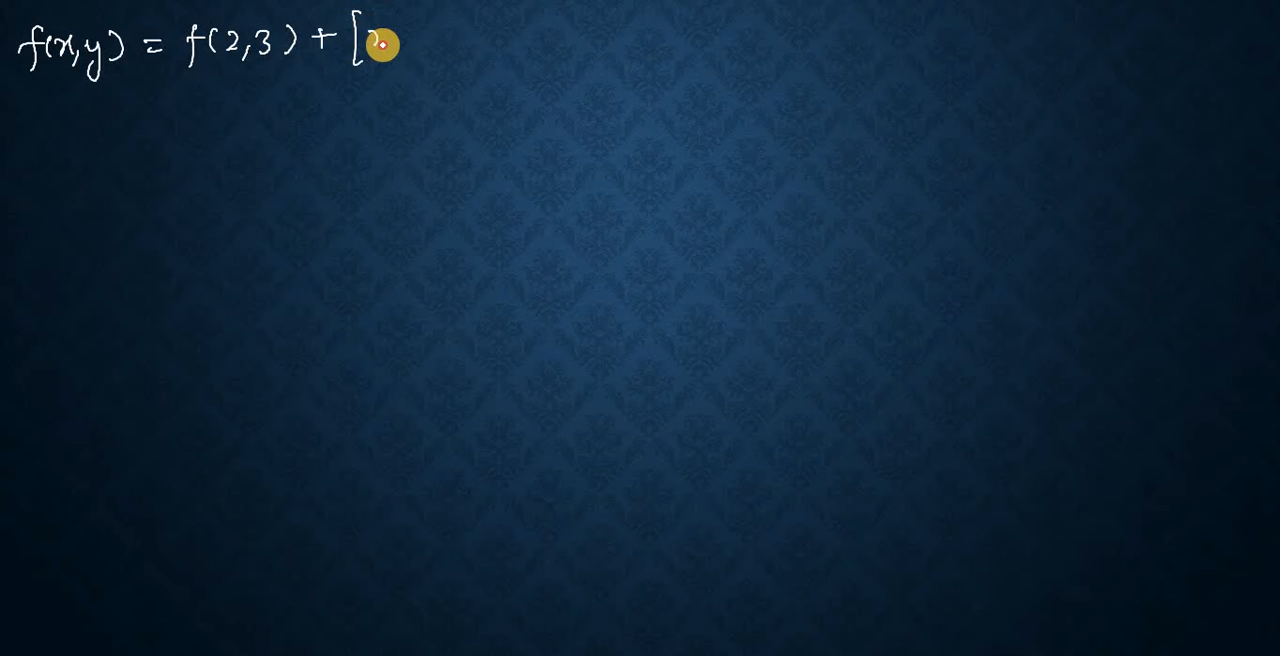 f(x,y) = f(2,3) + [